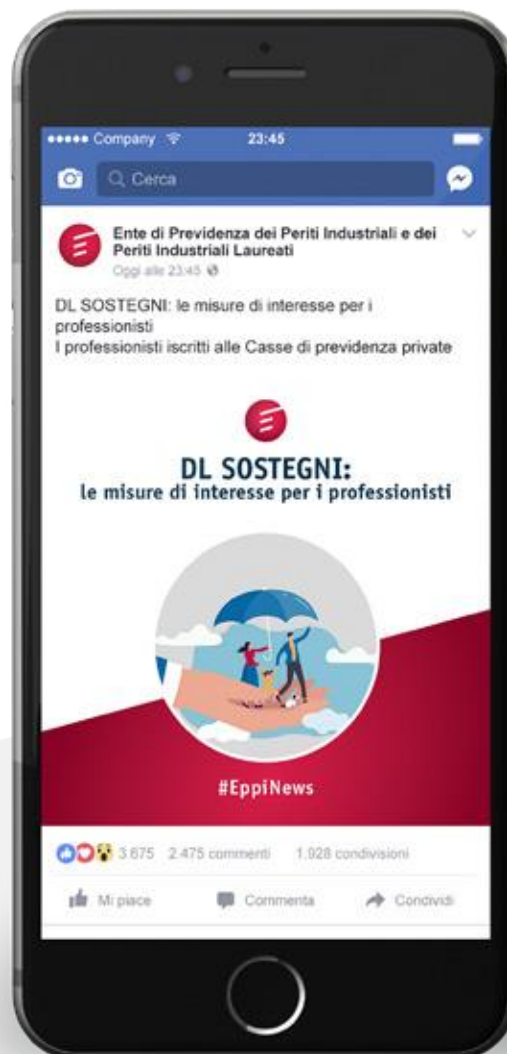 Company 23:45
Cerca
Ente di Previdenza dei Periti Industriali e dei
Periti Industriali Laureati
Oggi alle 23:45
DL SOSTEGNI: le misure di interesse per i
professionisti
I professionisti iscritti alle Casse di previdenza private
DL SOSTEGNI:
le misure di interesse per i professionisti
#EppiNews
3.675 2.475 commenti 1.928 condivisioni
Mi piace Commenta Condividi